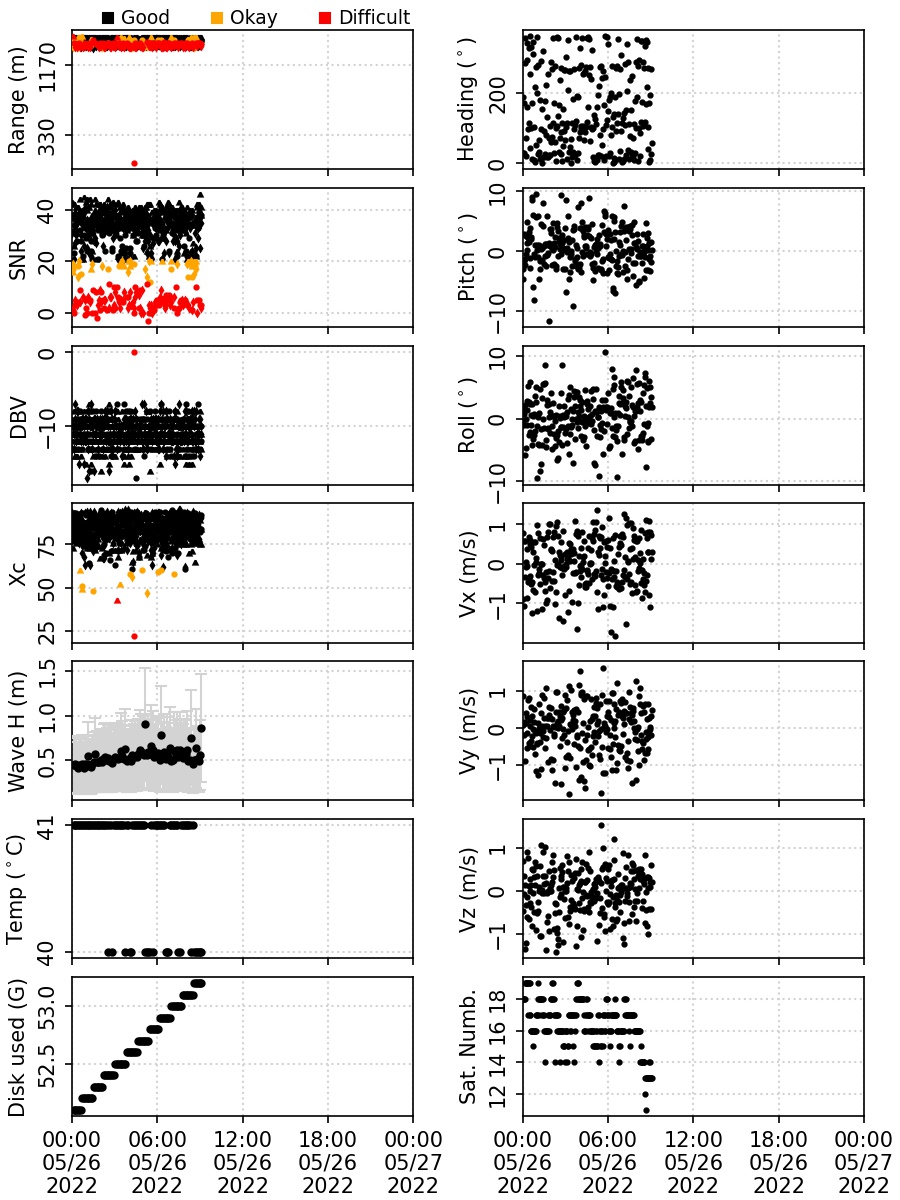 Good Okay Difficult
Range (m)
1170
330
Heading (°)
200
0
SNR
40
20
0
Pitch (°)
10
0
−10
DBV
0
−10
Roll (°)
10
0
−10
Xc
75
50
25
Vx (m/s)
1
0
−1
Wave H (m)
1.5
1.0
0.5
Vy (m/s)
1
0
−1
Temp (°C)
41
40
Vz (m/s)
1
0
−1
Disk used (G)
53.0
52.5
Sat. Numb.
18
16
14
12
00:00 06:00 12:00 18:00 00:00 00:00 06:00 12:00 18:00 00:00
05/26 05/26 05/26 05/26 05/27 05/26 05/26 05/26 05/26 05/27
2022 2022 2022 2022 2022 2022 2022 2022 2022 2022